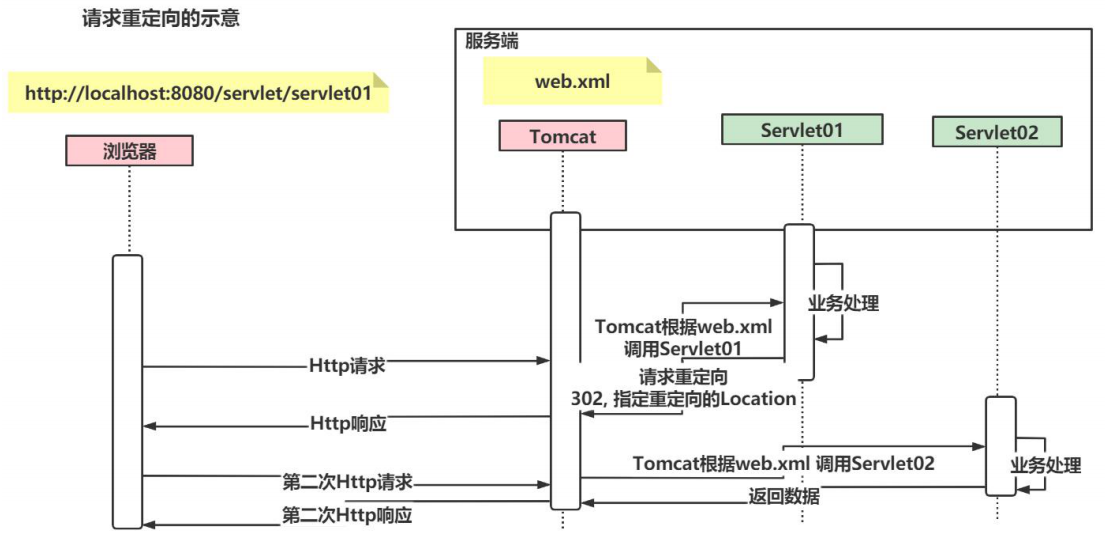 请求重定向的示意
服务端
http://localhost:8080/servlet/servlet01
web.xml
浏览器
Tomcat
Servlet01
Servlet02
业务处理
Tomcat根据web.xml
调用Servlet01
Http请求
请求重定向
302, 指定重定向的Location
Http响应
Tomcat根据web.xml 调用Servlet02
业务处理
第二次Http请求
返回数据
第二次Http响应